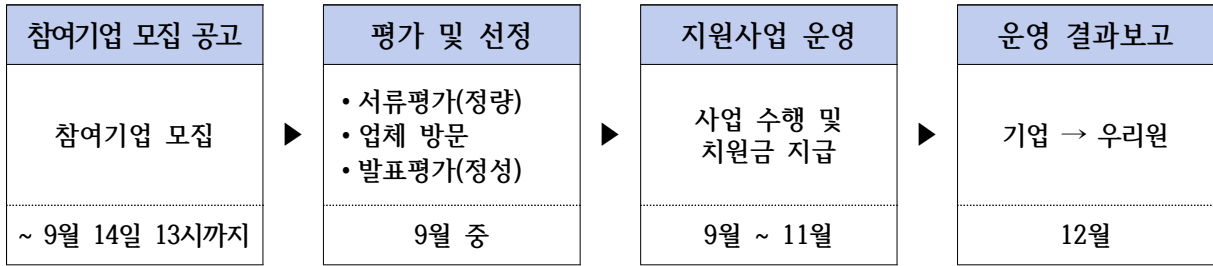 참여기업 모집 공고
참여기업 모집
~ 9월 14일 13시까지
▶
평가 및 선정
• 서류평가(정량)
• 업체 방문
• 발표평가(정성)
9월 중
▶
지원사업 운영
사업 수행 및
치원금 지급
9월 ~ 11월
▶
운영 결과보고
기업 → 우리원
12월